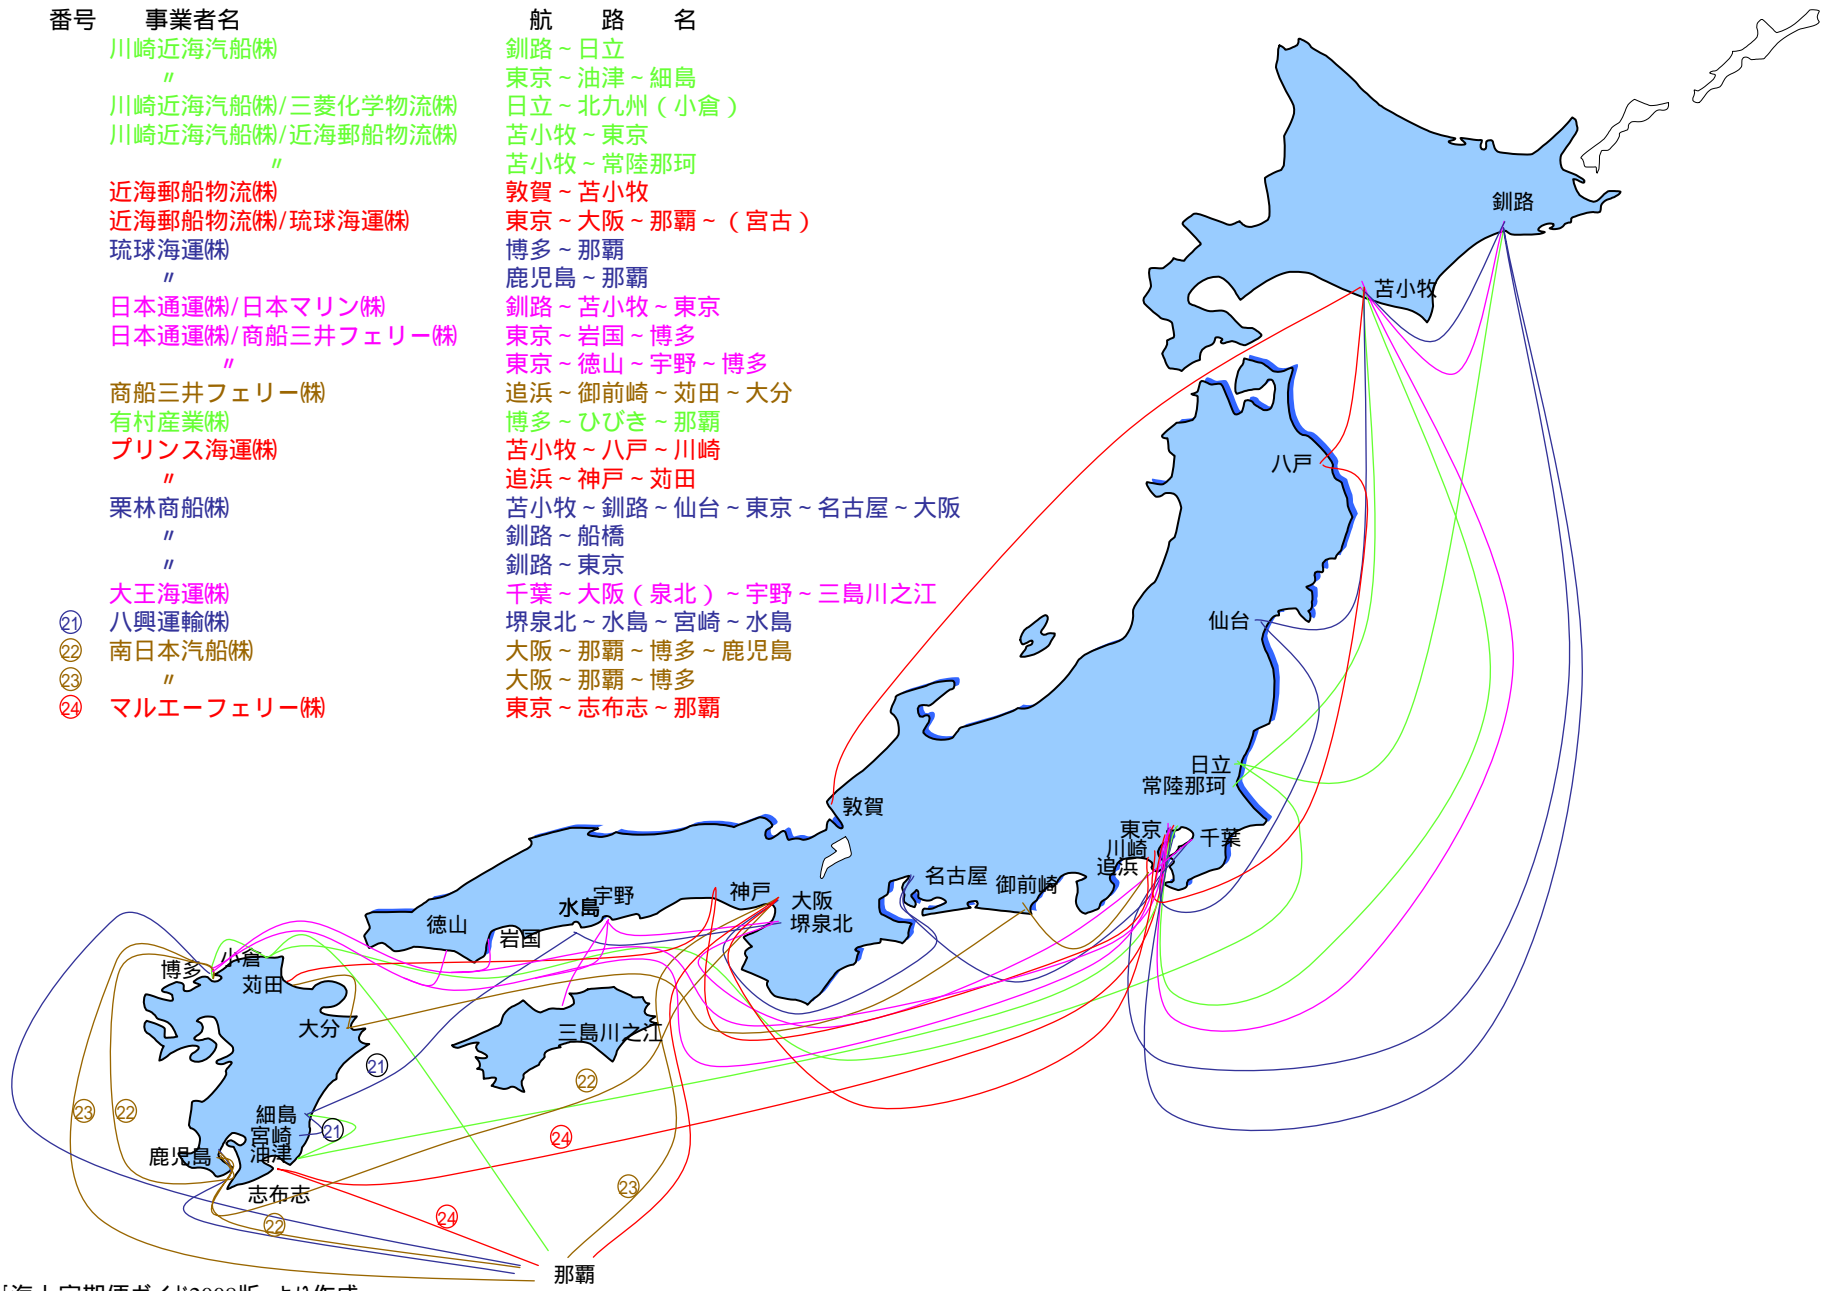 番号 事業者名 航路名
川崎近海汽船㈱ 釧路~日立
〃 東京~油津~細島
川崎近海汽船㈱/三菱化学物流㈱ 日立~北九州(小倉)
川崎近海汽船㈱/近海郵船物流㈱ 苫小牧~東京
〃 苫小牧~常陸那珂
近海郵船物流㈱ 敦賀~苫小牧
近海郵船物流㈱/琉球海運㈱ 東京~大阪~那覇~(宮古)
琉球海運㈱ 博多~那覇
〃 鹿児島~那覇
日本通運㈱/日本マリン㈱ 釧路~苫小牧~東京
日本通運㈱/商船三井フェリー㈱ 東京~岩国~博多
〃 東京~徳山~宇野~博多
商船三井フェリー㈱ 追浜~御前崎~苅田~大分
有村産業㈱ 博多~ひびき~那覇
プリンス海運㈱ 苫小牧~八戸~川崎
〃 追浜~神戸~苅田
栗林商船㈱ 苫小牧~釧路~仙台~東京~名古屋~大阪
〃 釧路~船橋
〃 釧路~東京
大王海運㈱ 千葉~大阪(泉北)~宇野~三島川之江
㉑ 八興運輸㈱ 堺泉北~水島~宮崎~水島
㉒ 南日本汽船㈱ 大阪~那覇~博多~鹿児島
㉓ 〃 大阪~那覇~博多
㉔ マルエーフェリー㈱ 東京~志布志~那覇
釧路
苫小牧
八戸
仙台
日立
常陸那珂
敦賀
東京
千葉
川崎
追浜
名古屋
御前崎
神戸
大阪
堺泉北
宇野
水島
徳山
岩国
小倉
博多
苅田
大分
三島川之江
㉑
㉒
㉓
㉒
細島
㉑
宮崎
油津
鹿児島
㉔
志布志
㉓
㉔
㉒
那覇